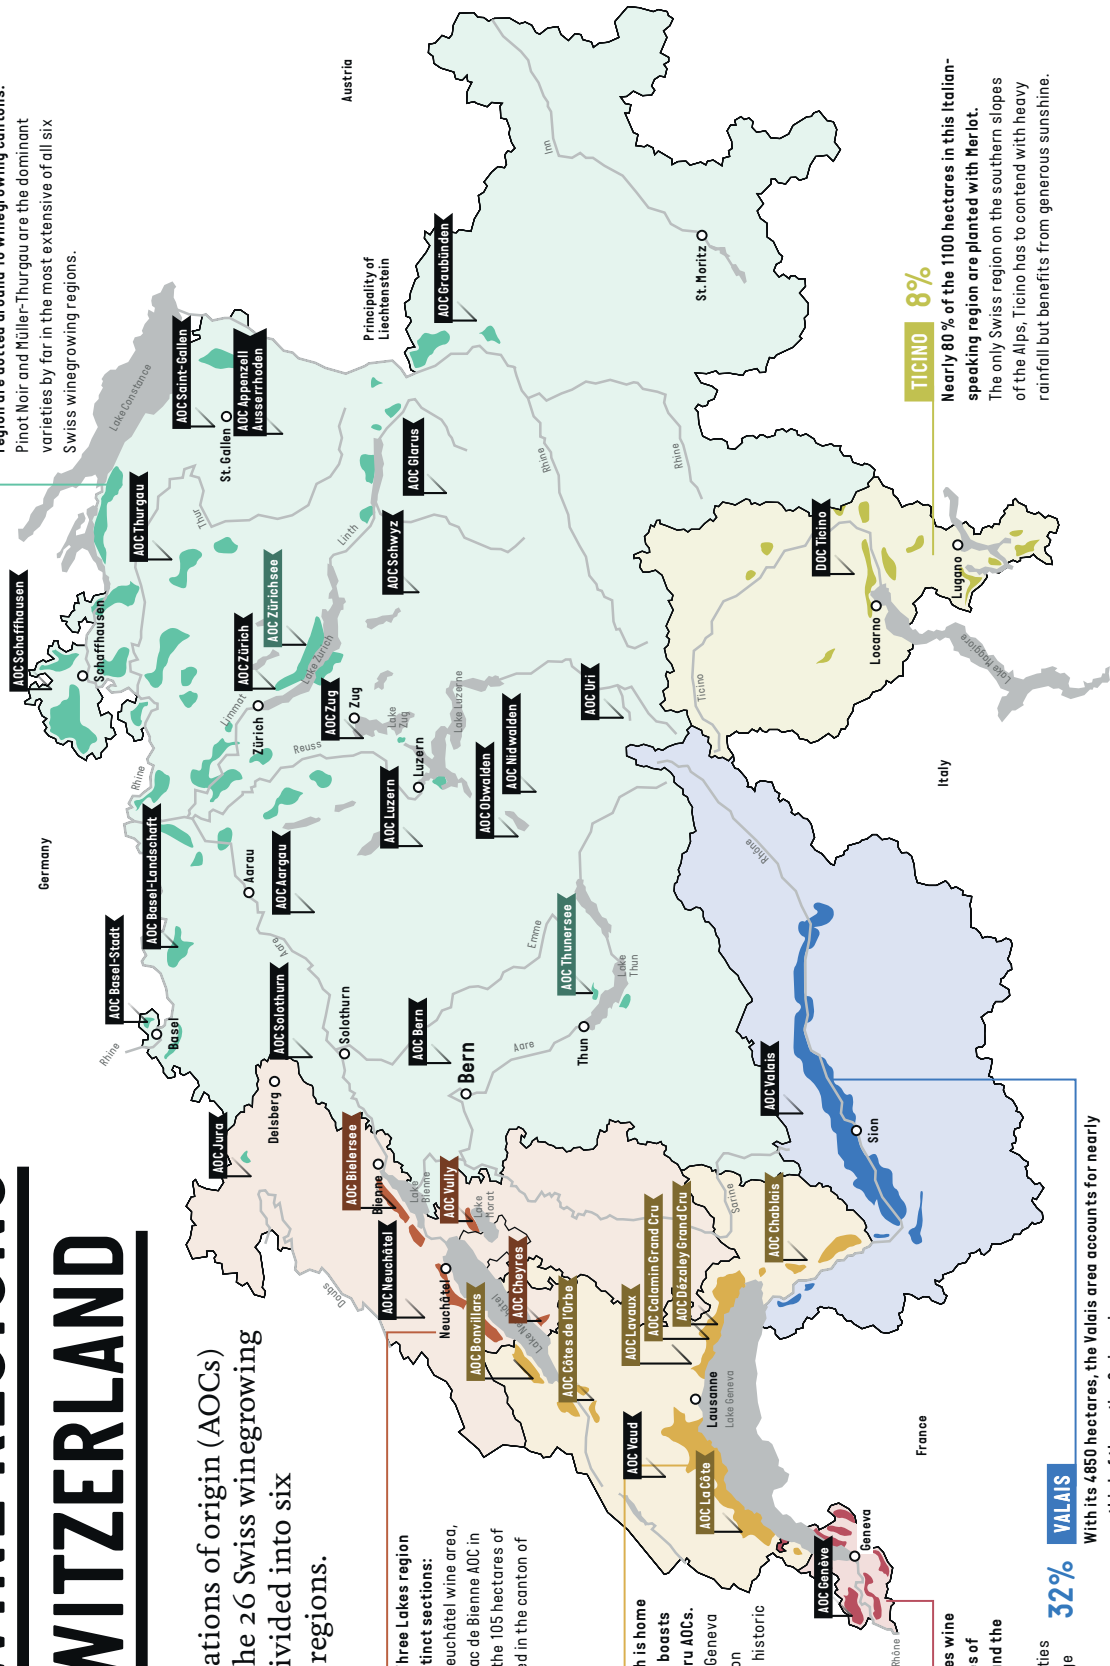 SWITZERLAND
ations of origin (AOCs)
he 26 Swiss winegrowing
ivided into six
regions.
Pinot Noir and Müller-Thurgau are the dominant
varieties by far in the most extensive of all six
Swiss winegrowing regions.
hree Lakes region
tinct sections:
euchâtel wine area,
ac de Bienne AOC in
the 105 hectares of
ed in the canton of
h is home
boasts
ru AOCs.
Geneva
on
historic
es wine
s of
and the
ties
ge
32% VALAIS
With its 4850 hectares, the Valais area accounts for nearly
TICINO 8%
Nearly 80 % of the 1100 hectares in this Italian-
speaking region are planted with Merlot.
The only Swiss region on the southern slopes
of the Alps, Ticino has to contend with heavy
rainfall but benefits from generous sunshine.
Germany
Austria
Principality of
Liechtenstein
Italy
France
AOC Schaffhausen
Schaffhausen
AOC Basel-Stadt
Basel
Rhine
AOC Basel-Landschaft
Rhine
AOC Thurgau
Thur
Lake Constance
AOC Saint-Gallen
St. Gallen
AOC Appenzell
Ausserrhoden
AOC Jura
Delsberg
AOC Solothurn
Solothurn
Aare
Aarau
AOC Aargau
AOC Zürich
Zürich
Limmat
Reuss
AOC Zürichsee
Lake Zurich
AOC Zug
Zug
Lake
Zug
Linth
AOC Schwyz
AOC Glarus
AOC Graubünden
AOC Luzern
Luzern
Lake Luzerne
AOC Obwalden
AOC Nidwalden
AOC Uri
AOC Bern
Bern
Aare
Emme
AOC Thunersee
Thun
Lake
Thun
Rhine
Rhine
Inn
St. Moritz
Doubs
AOC Bielersee
Bienne
Lake
Bienne
AOC Neuchâtel
Neuchâtel
Lake Neuchâtel
AOC Vully
Lake
Morat
AOC Cheyres
AOC Bonvillars
AOC Côtes de l'Orbe
AOC Lavaux
AOC Calamin Grand Cru
AOC Dézaley Grand Cru
Sarine
AOC Chablais
AOC Vaud
Lausanne
Lake Geneva
AOC La Côte
AOC Genève
Geneva
Rhône
AOC Valais
Sion
Rhône
Ticino
DOC Ticino
Locarno
Lugano
Lake Maggiore